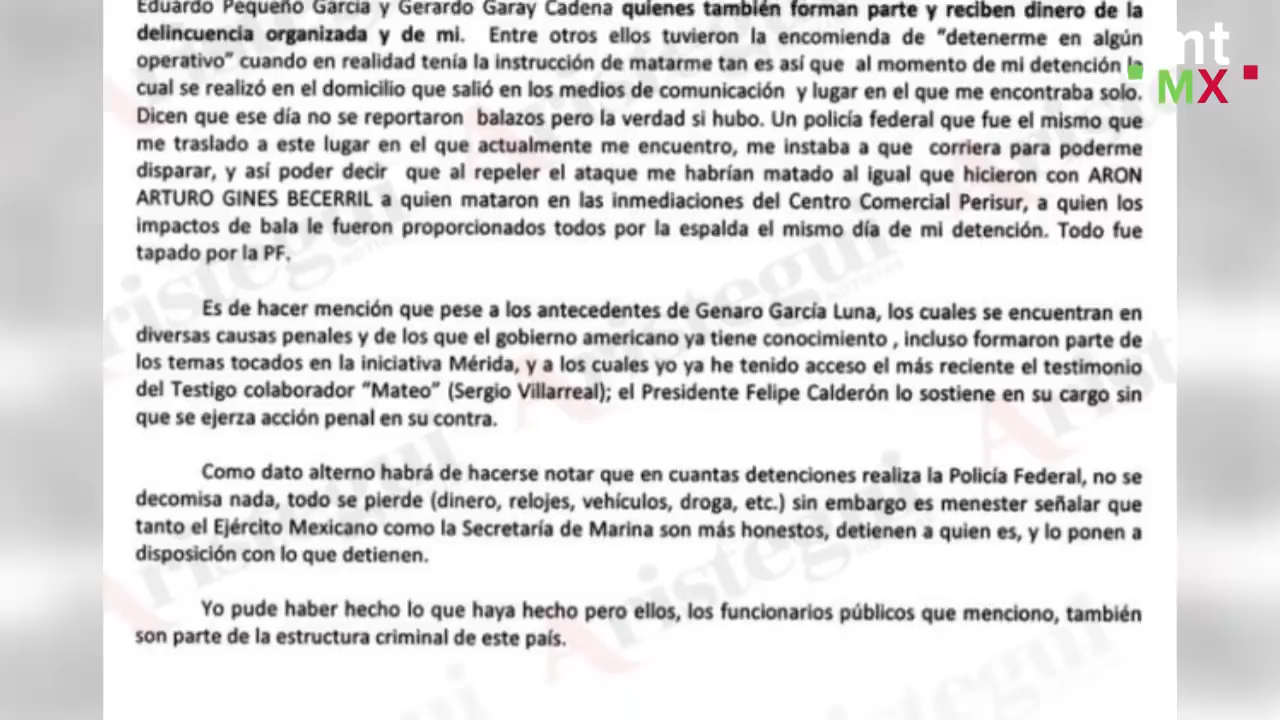 Eduardo Pequeño García y Gerardo Garay Cadena quienes también forman parte y reciben dinero de la
delincuencia organizada y de mi. Entre otros ellos tuvieron la encomienda de "detenerme en algún
operativo" cuando en realidad tenía la instrucción de matarme tan es así que al momento de mi detención la
cual se realizó en el domicilio que salió en los medios de comunicación y lugar en el que me encontraba solo.
Dicen que ese día no se reportaron balazos pero la verdad si hubo. Un policía federal que fue el mismo que
me traslado a este lugar en el que actualmente me encuentro, me instaba a que corriera para poderme
disparar, y así poder decir que al repeler el ataque me habrían matado al igual que hicieron con ARON
ARTURO GINES BECERRIL a quien mataron en las inmediaciones del Centro Comercial Perisur, a quien los
impactos de bala le fueron proporcionados todos por la espalda el mismo día de mi detención. Todo fue
tapado por la PF.
Es de hacer mención que pese a los antecedentes de Genaro García Luna, los cuales se encuentran en
diversas causas penales y de los que el gobierno americano ya tiene conocimiento , incluso formaron parte de
los temas tocados en la iniciativa Mérida, y a los cuales yo ya he tenido acceso el más reciente el testimonio
del Testigo colaborador "Mateo" (Sergio Villarreal); el Presidente Felipe Calderón lo sostiene en su cargo sin
que se ejerza acción penal en su contra.
Como dato alterno habrá de hacerse notar que en cuantas detenciones realiza la Policía Federal, no se
decomisa nada, todo se pierde (dinero, relojes, vehículos, droga, etc.) sin embargo es menester señalar que
tanto el Ejército Mexicano como la Secretaría de Marina son más honestos, detienen a quien es, y lo ponen a
disposición con lo que detienen.
Yo pude haber hecho lo que haya hecho pero ellos, los funcionarios públicos que menciono, también
son parte de la estructura criminal de este país.
mt
MX
Aristegui